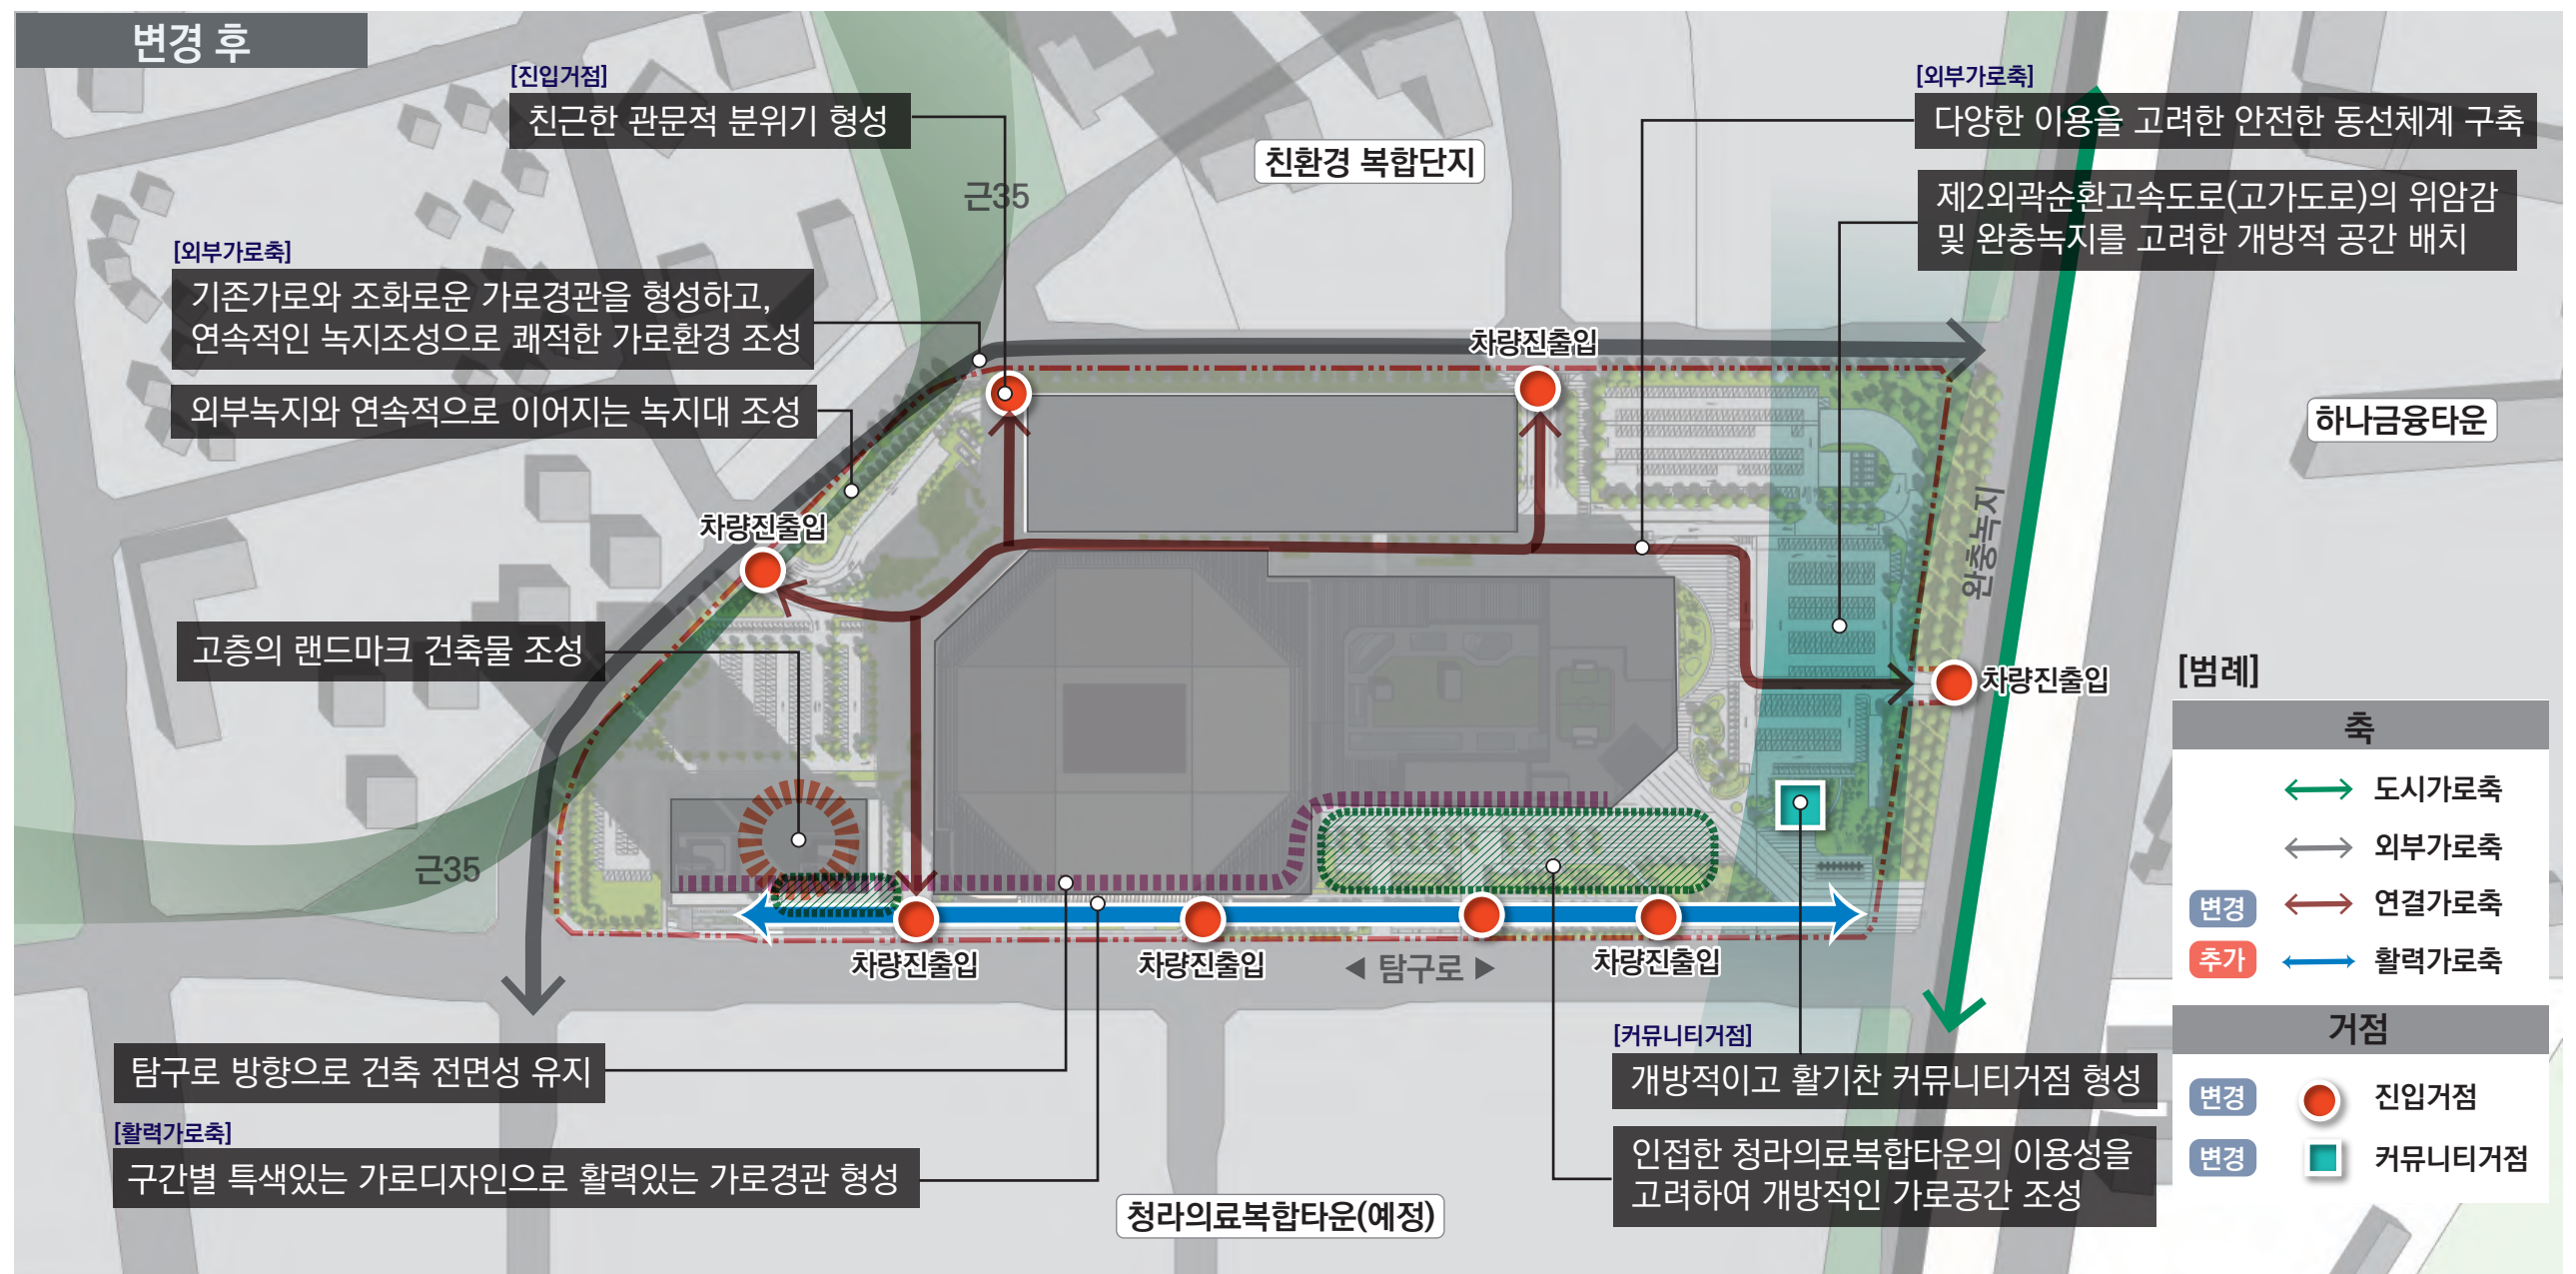 변경 후
[진입거점]
친근한 관문적 분위기 형성
[외부가로축]
다양한 이용을 고려한 안전한 동선체계 구축
친환경 복합단지
제2외곽순환고속도로(고가도로)의 위암감
및 완충녹지를 고려한 개방적 공간 배치
근35
[외부가로축]
기존가로와 조화로운 가로경관을 형성하고,
연속적인 녹지조성으로 쾌적한 가로환경 조성
외부녹지와 연속적으로 이어지는 녹지대 조성
차량진출입
하나금융타운
차량진출입
완충녹지
고층의 랜드마크 건축물 조성
차량진출입
근35
차량진출입
차량진출입
◀ 탐구로 ▶
차량진출입
탐구로 방향으로 건축 전면성 유지
[활력가로축]
구간별 특색있는 가로디자인으로 활력있는 가로경관 형성
청라의료복합타운(예정)
[커뮤니티거점]
개방적이고 활기찬 커뮤니티거점 형성
인접한 청라의료복합타운의 이용성을
고려하여 개방적인 가로공간 조성
[범례]
축
도시가로축
외부가로축
변경 연결가로축
추가 활력가로축
거점
변경 진입거점
변경 커뮤니티거점